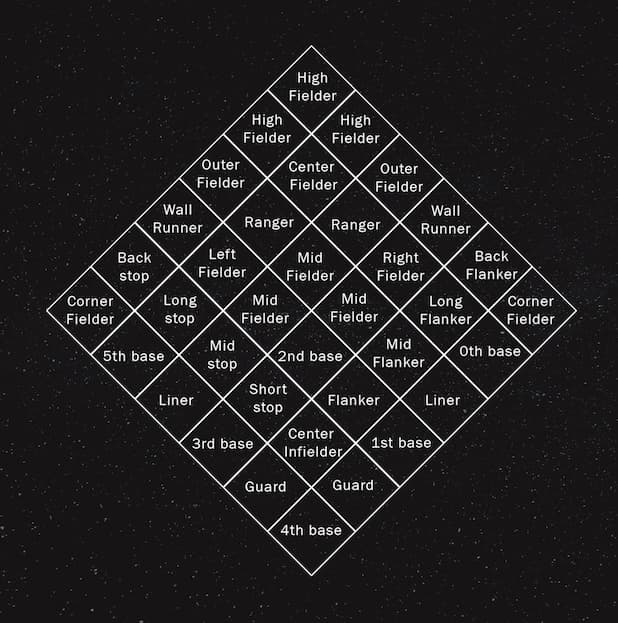 High
Fielder
High
Fielder
High
Fielder
Outer
Fielder
Center
Fielder
Outer
Fielder
Wall
Runner
Ranger
Ranger
Wall
Runner
Back
stop
Left
Fielder
Mid
Fielder
Right
Fielder
Back
Flanker
Corner
Fielder
Long
stop
Mid
Fielder
Mid
Fielder
Long
Flanker
Corner
Fielder
5th base
Mid
stop
2nd base
Mid
Flanker
0th base
Liner
Short
stop
Flanker
Liner
3rd base
Center
Infielder
1st base
Guard
Guard
4th base